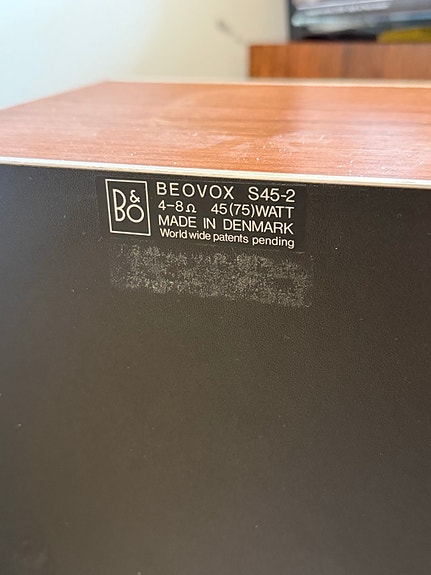 B&O
BEOVOX S45-2
4-8Ω 45(75)WATT
MADE IN DENMARK
World wide patents pending